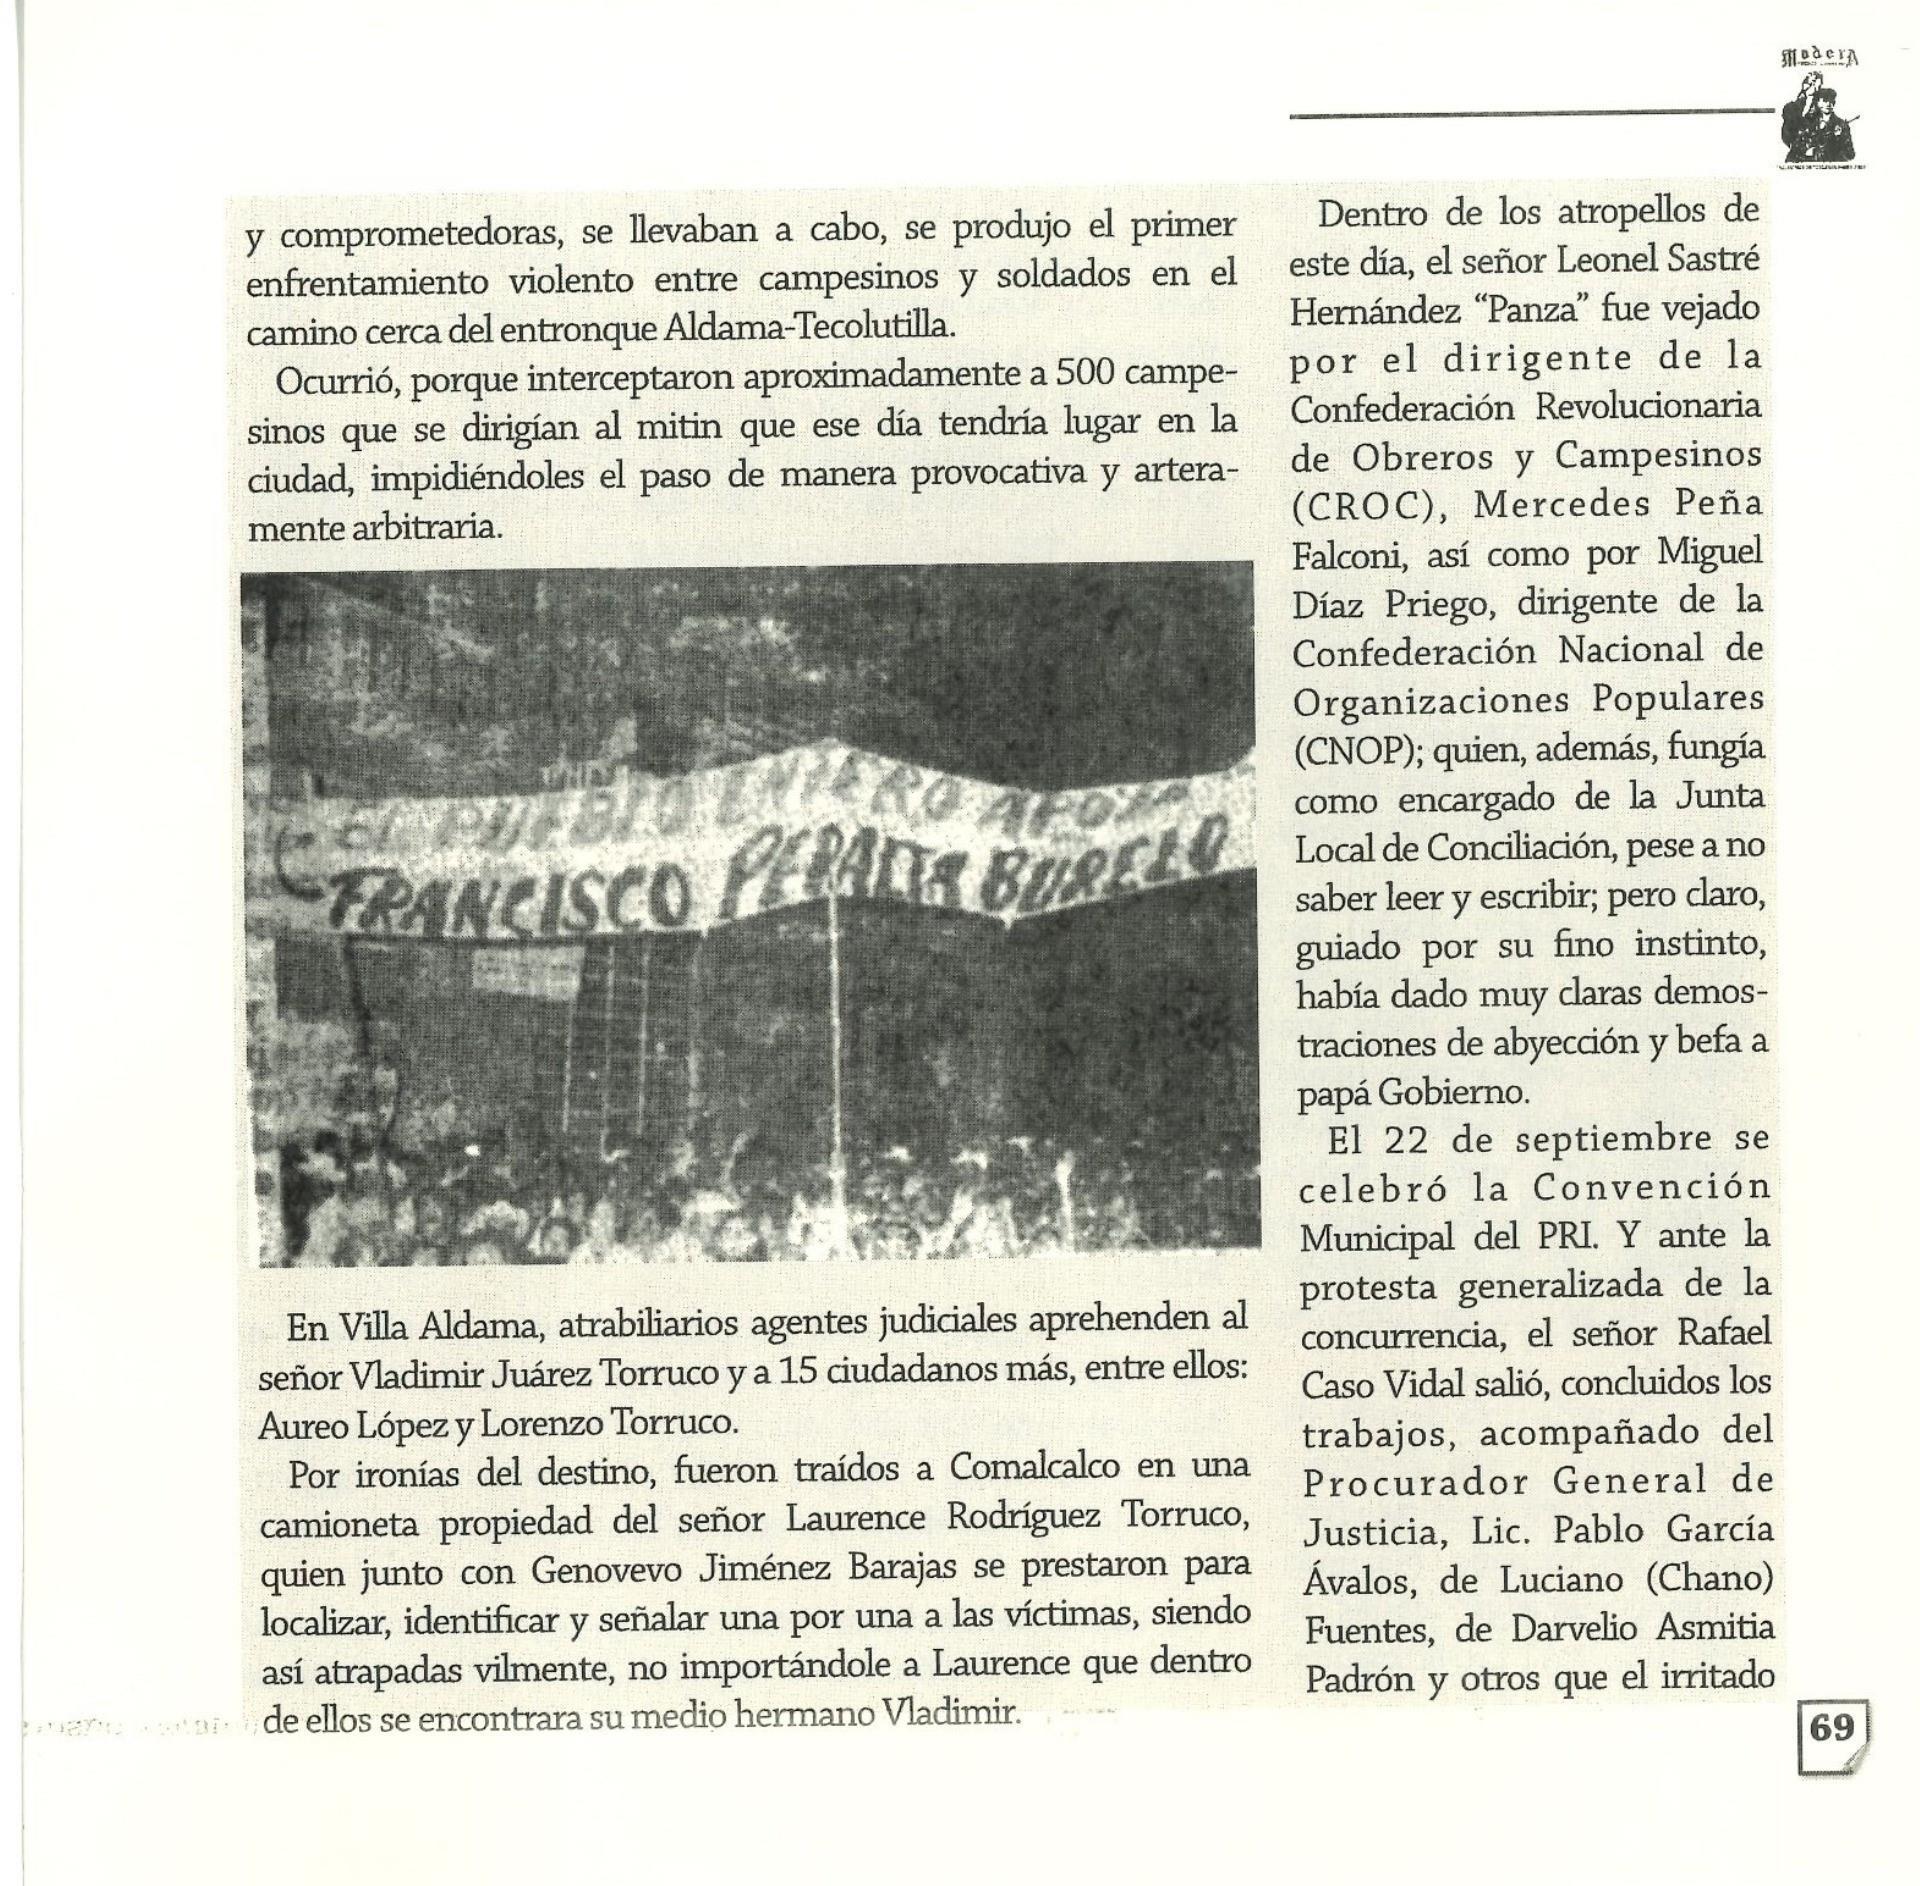 Madera
y comprometedoras, se llevaban a cabo, se produjo el primer
enfrentamiento violento entre campesinos y soldados en el
camino cerca del entronque Aldama-Tecolutilla.
Ocurrió, porque interceptaron aproximadamente a 500 campe-
sinos que se dirigían al mitin que ese día tendría lugar en la
ciudad, impidiéndoles el paso de manera provocativa y artera-
mente arbitraria.
EL PUEBLO ENTERO APOYA
FRANCISCO PERALTA BURELO
En Villa Aldama, atrabiliarios agentes judiciales aprehenden al
señor Vladimir Juárez Torruco y a 15 ciudadanos más, entre ellos:
Aureo López y Lorenzo Torruco.
Por ironías del destino, fueron traídos a Comalcalco en una
camioneta propiedad del señor Laurence Rodríguez Torruco,
quien junto con Genovevo Jiménez Barajas se prestaron para
localizar, identificar y señalar una por una a las víctimas, siendo
así atrapadas vilmente, no importándole a Laurence que dentro
de ellos se encontrara su medio hermano Vladimir.
Dentro de los atropellos de
este día, el señor Leonel Sastré
Hernández “Panza” fue vejado
por el dirigente de la
Confederación Revolucionaria
de Obreros y Campesinos
(CROC), Mercedes Peña
Falconi, así como por Miguel
Díaz Priego, dirigente de la
Confederación Nacional de
Organizaciones Populares
(CNOP); quien, además, fungía
como encargado de la Junta
Local de Conciliación, pese a no
saber leer y escribir; pero claro,
guiado por su fino instinto,
había dado muy claras demos-
traciones de abyección y befa a
papá Gobierno.
El 22 de septiembre se
celebró la Convención
Municipal del PRI. Y ante la
protesta generalizada de la
concurrencia, el señor Rafael
Caso Vidal salió, concluidos los
trabajos, acompañado del
Procurador General de
Justicia, Lic. Pablo García
Ávalos, de Luciano (Chano)
Fuentes, de Darvelio Asmitia
Padrón y otros que el irritado
69